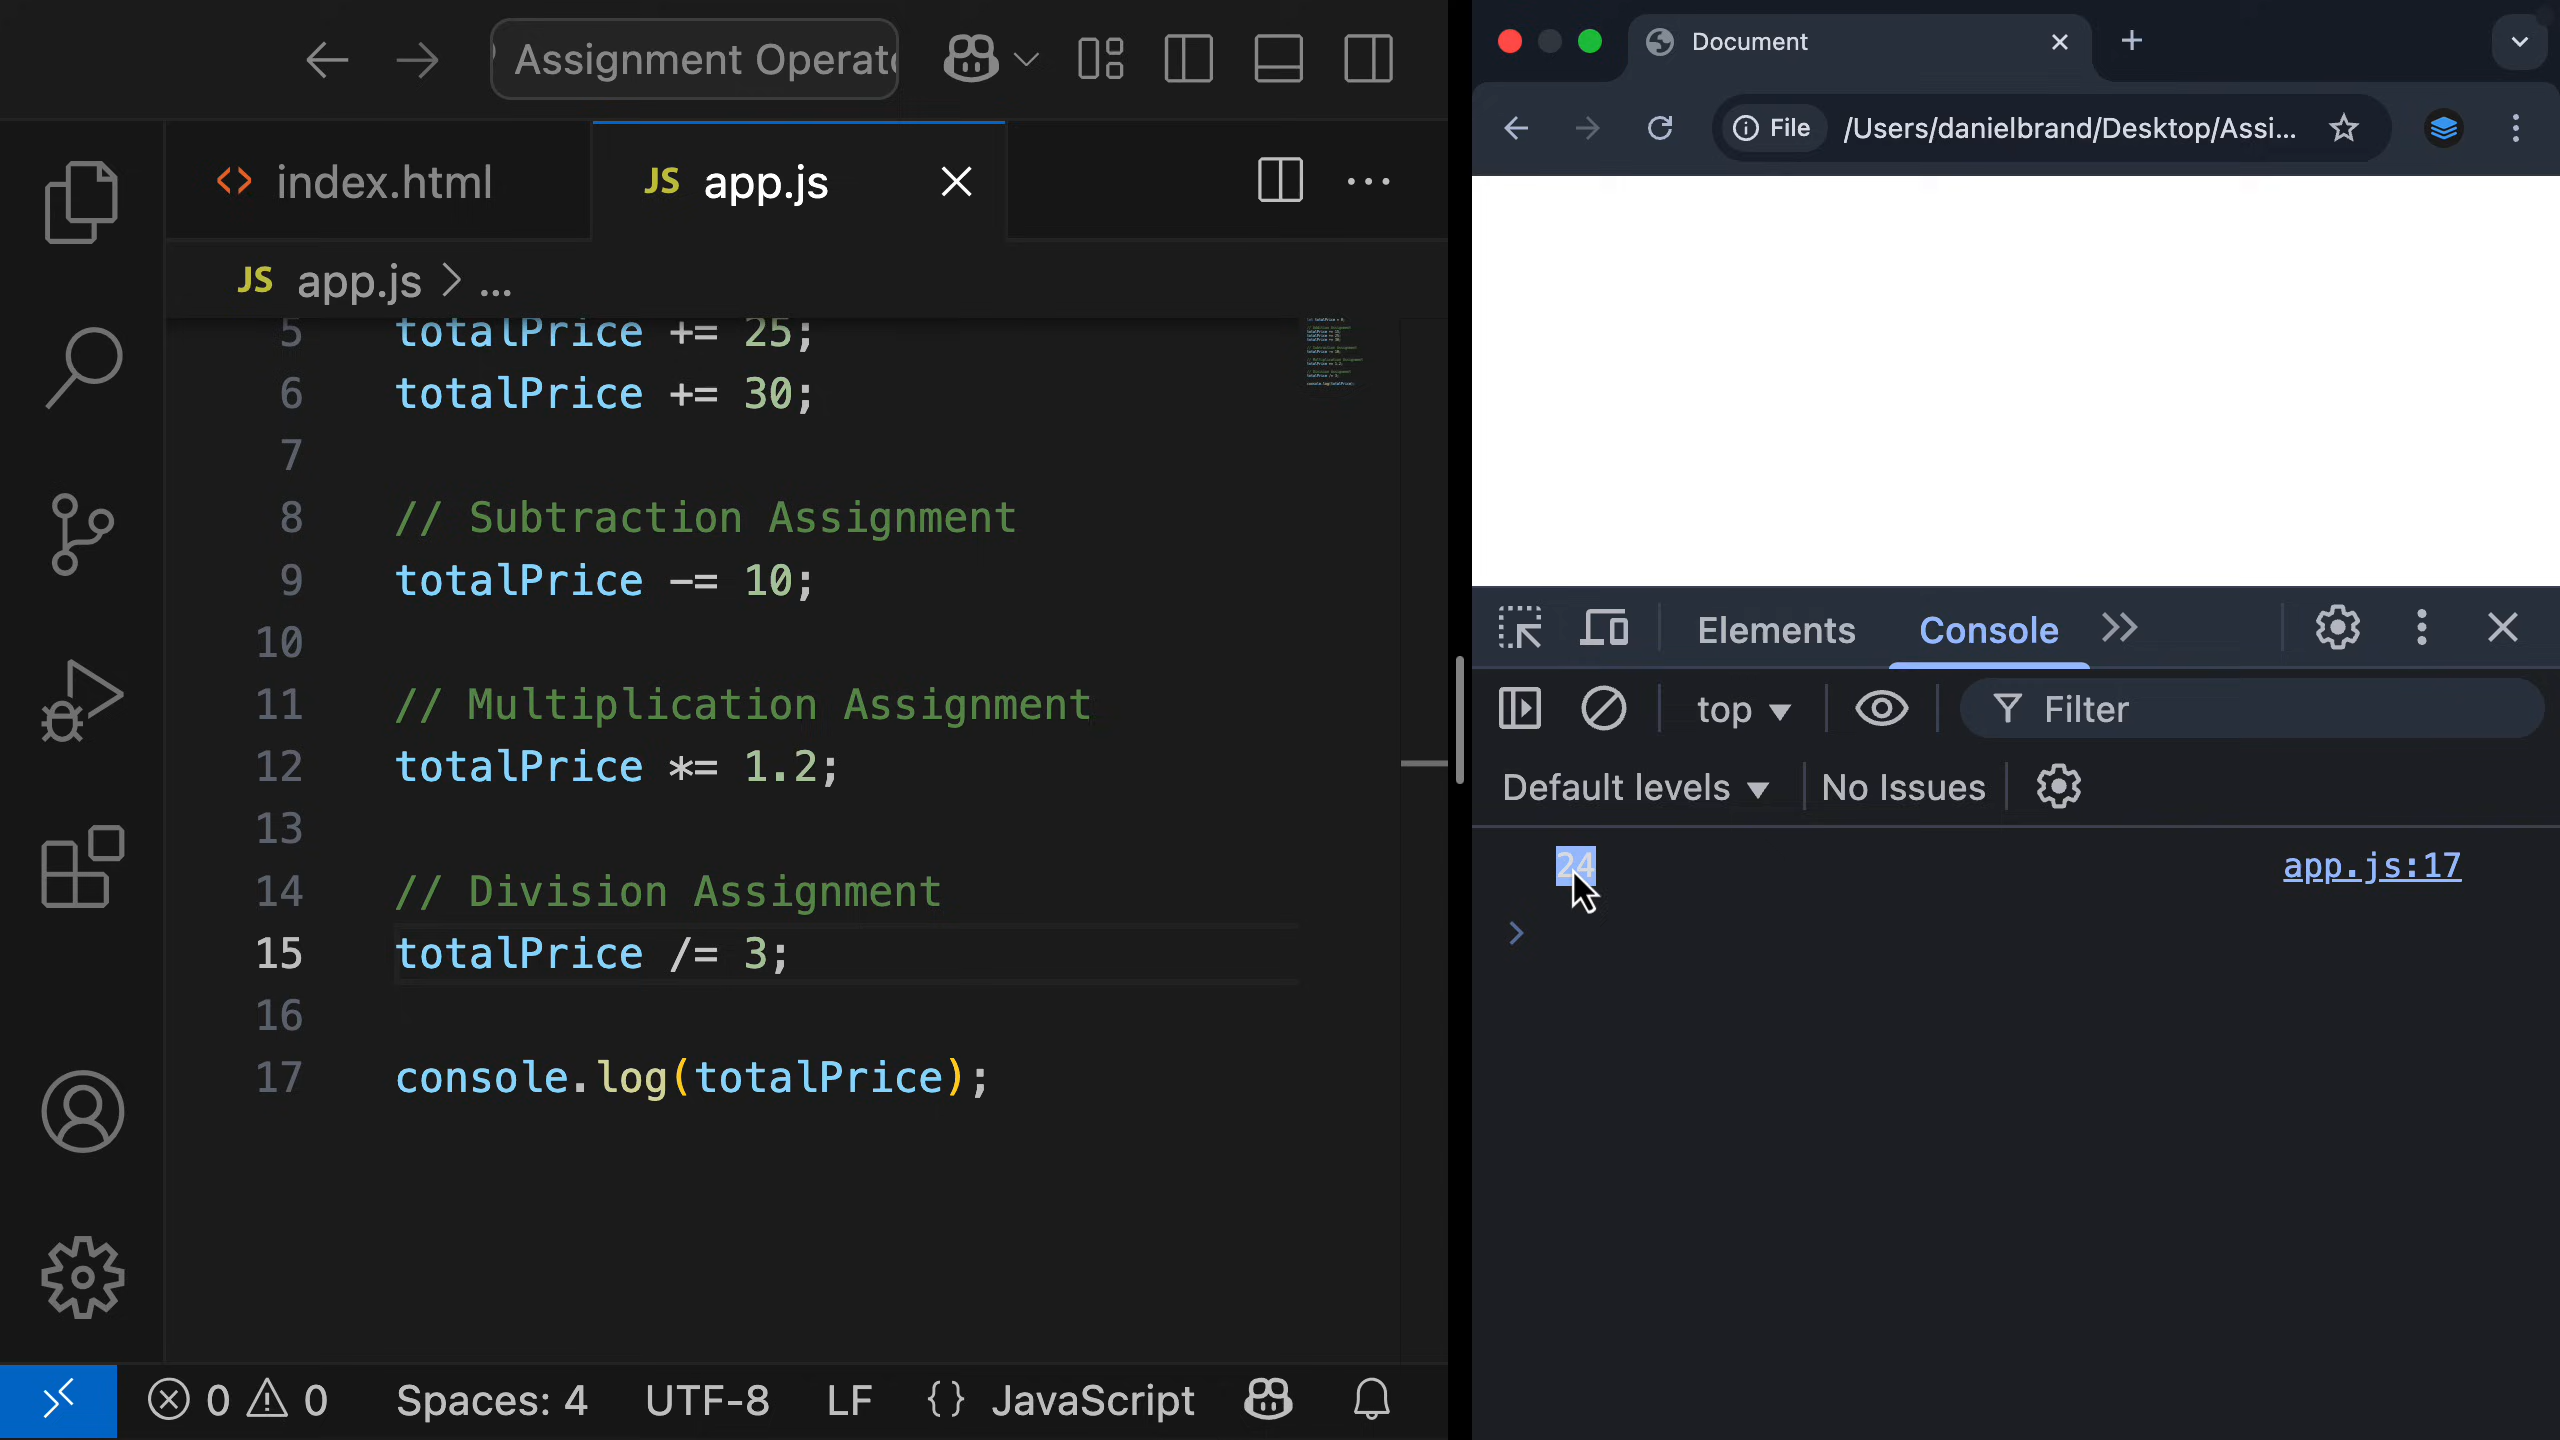 Assignment Operato
index.html
JS app.js
JS app.js > ...
5 totalPrice += 25;
6 totalPrice += 30;
7
8 // Subtraction Assignment
9 totalPrice -= 10;
10
11 // Multiplication Assignment
12 totalPrice *= 1.2;
13
14 // Division Assignment
15 totalPrice /= 3;
16
17 console.log(totalPrice);
0 0 Spaces: 4 UTF-8 LF {} JavaScript
Document
File /Users/danielbrand/Desktop/Assi...
Elements Console
top Filter
Default levels No Issues
24 app.js:17